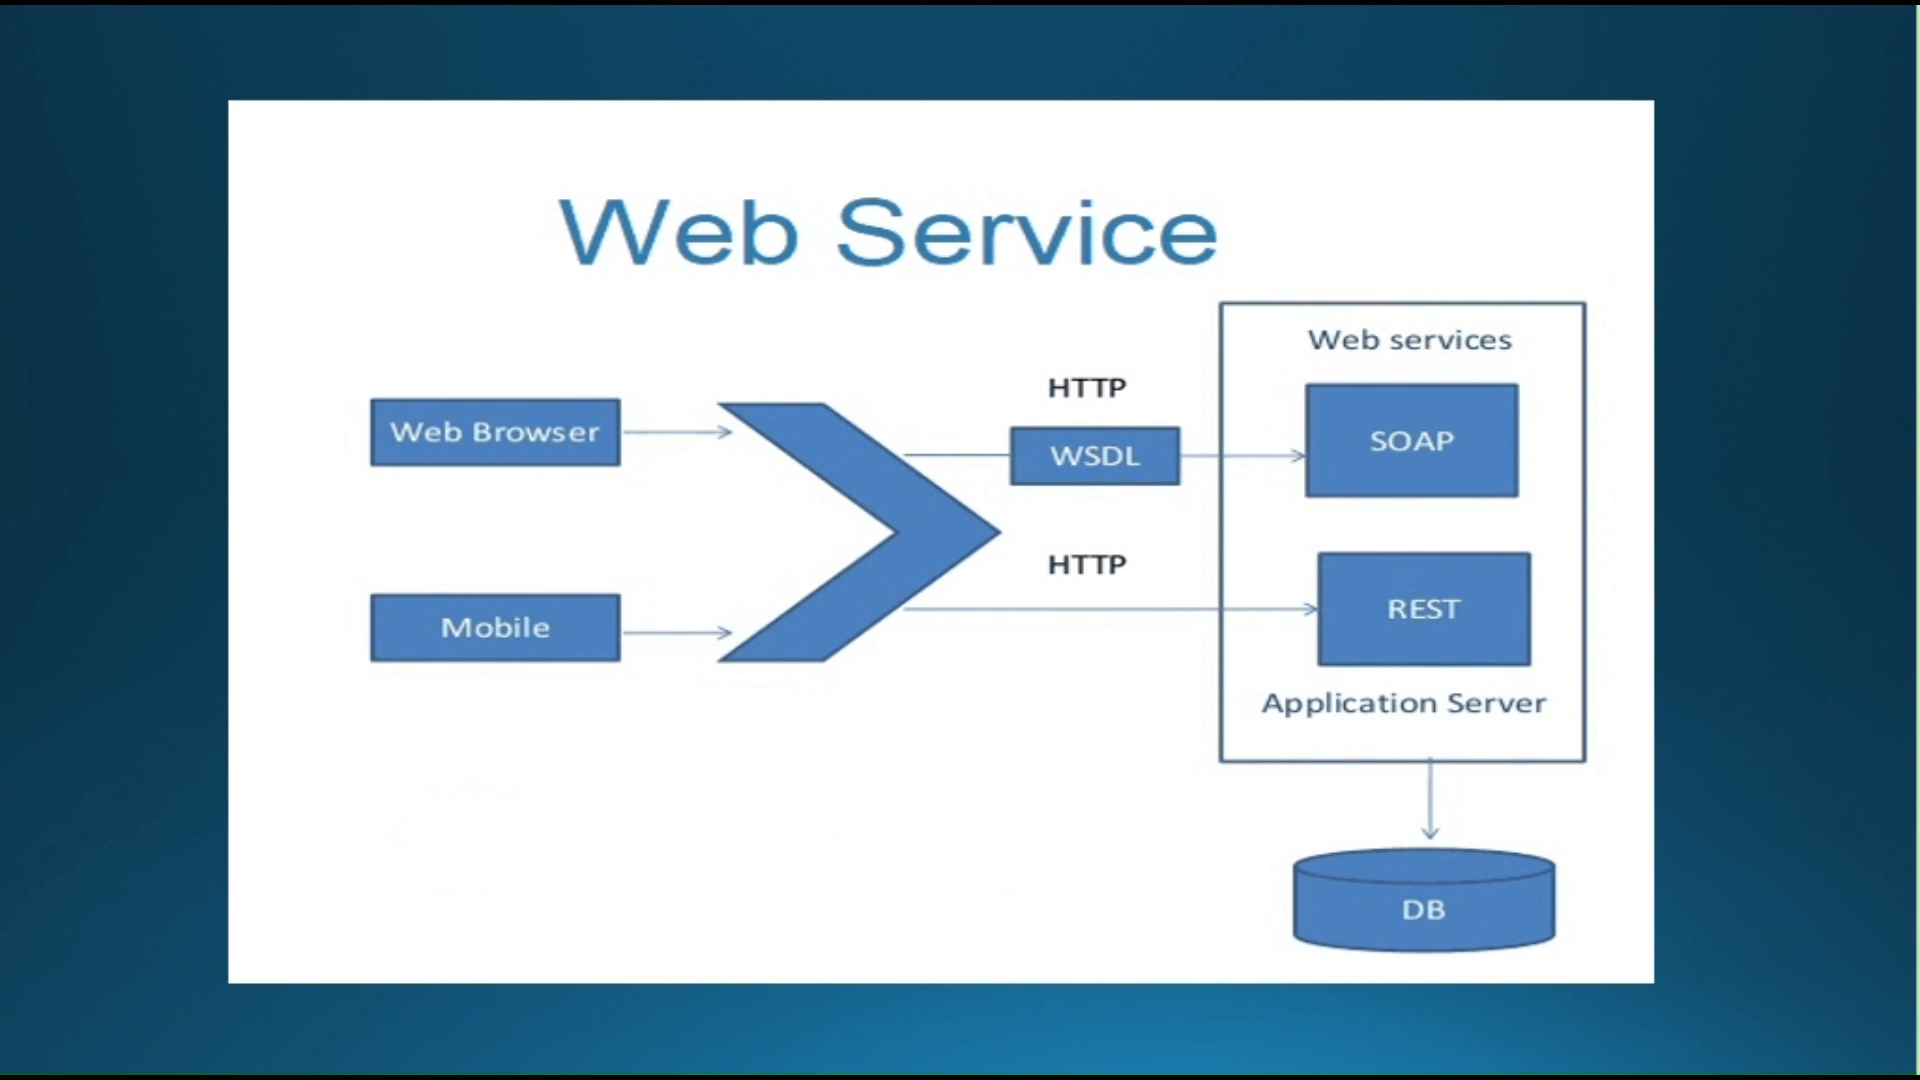 Web Service
Web services
HTTP
Web Browser
WSDL
SOAP
HTTP
Mobile
REST
Application Server
DB